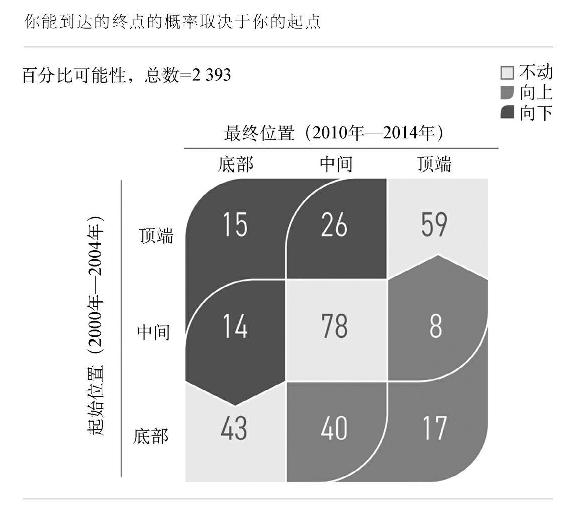 你能到达的终点的概率取决于你的起点
百分比可能性，总数=2 393
不动
向上
向下
最终位置（2010年—2014年）
底部 中间 顶端
起始位置（2000年—2004年）
顶端 15 26 59
中间 14 78 8
底部 43 40 17